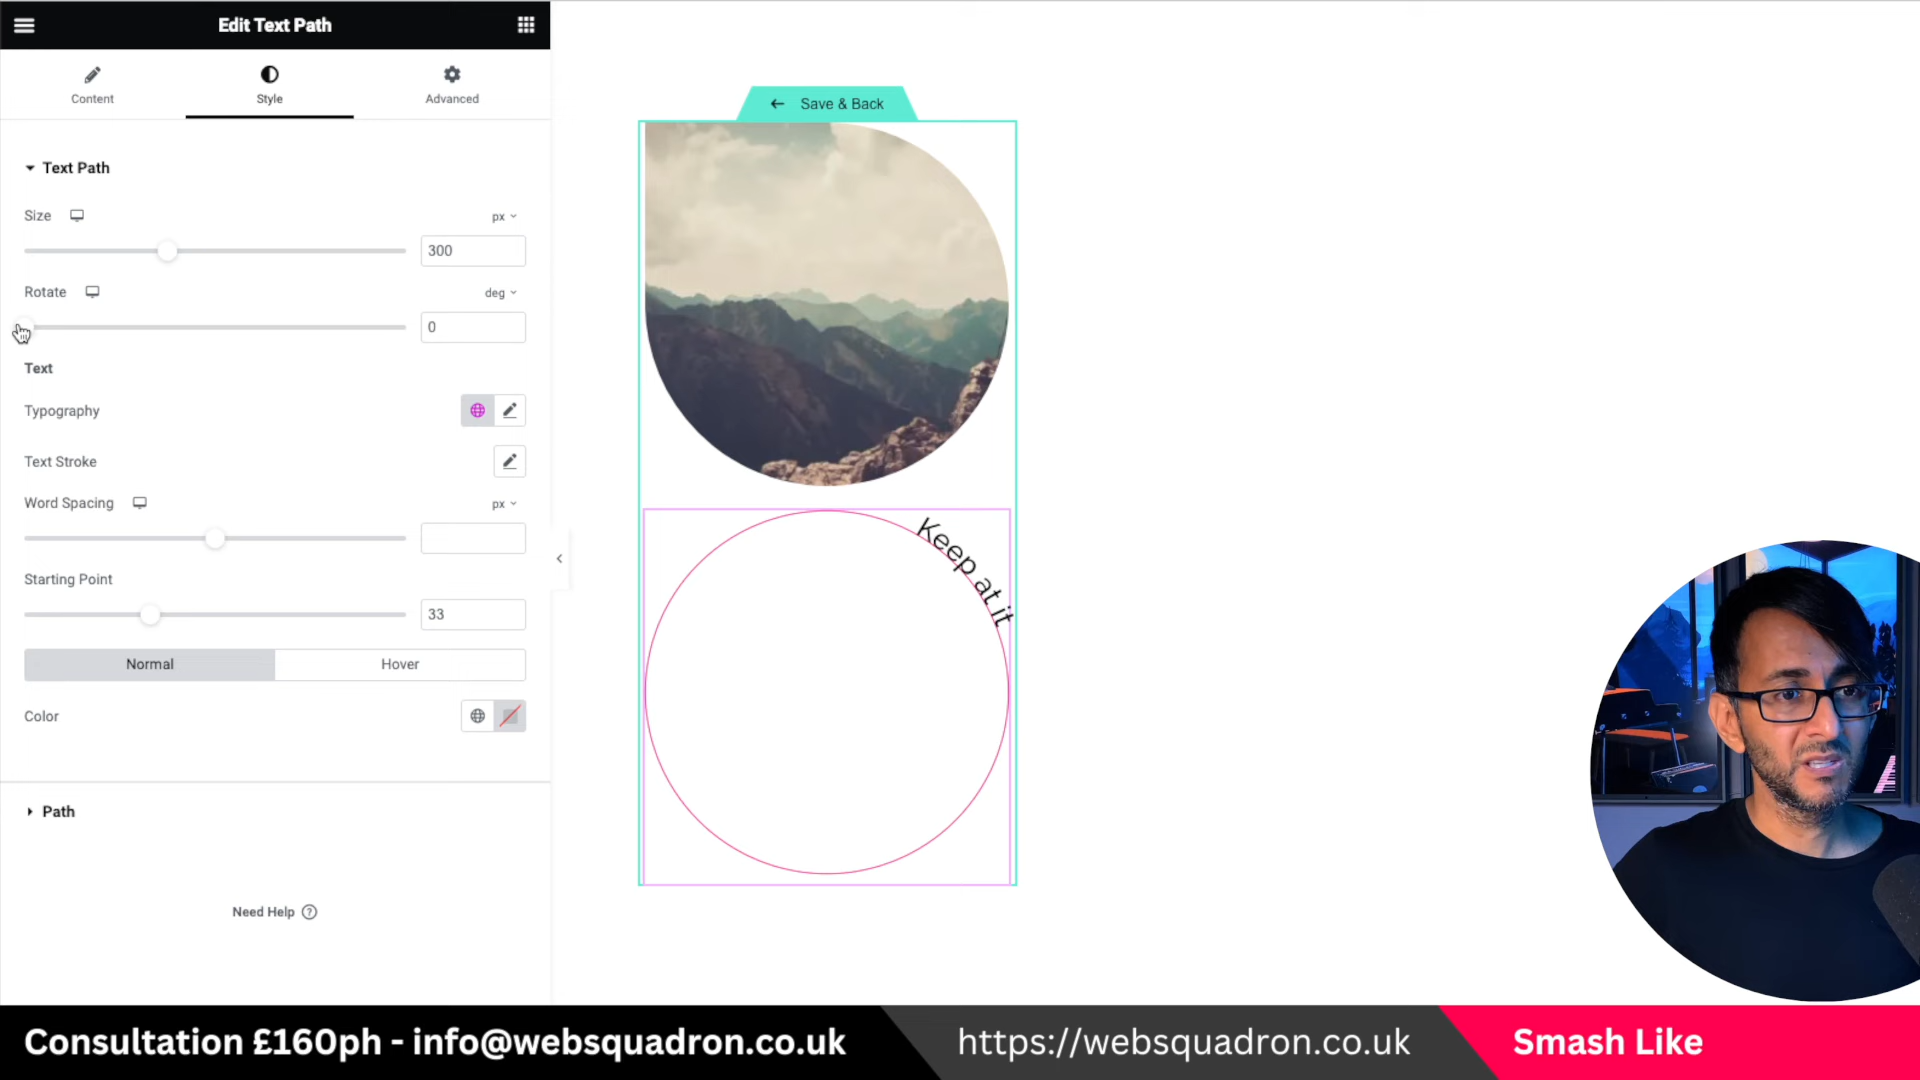 Edit Text Path
Content
Style
Advanced
Text Path
Size
px
300
Rotate
deg
0
Text
Typography
Text Stroke
Word Spacing
px
Starting Point
33
Normal
Hover
Color
Path
Need Help ?
Save & Back
Keep at it
Consultation £160ph - info@websquadron.co.uk
https://websquadron.co.uk
Smash Like